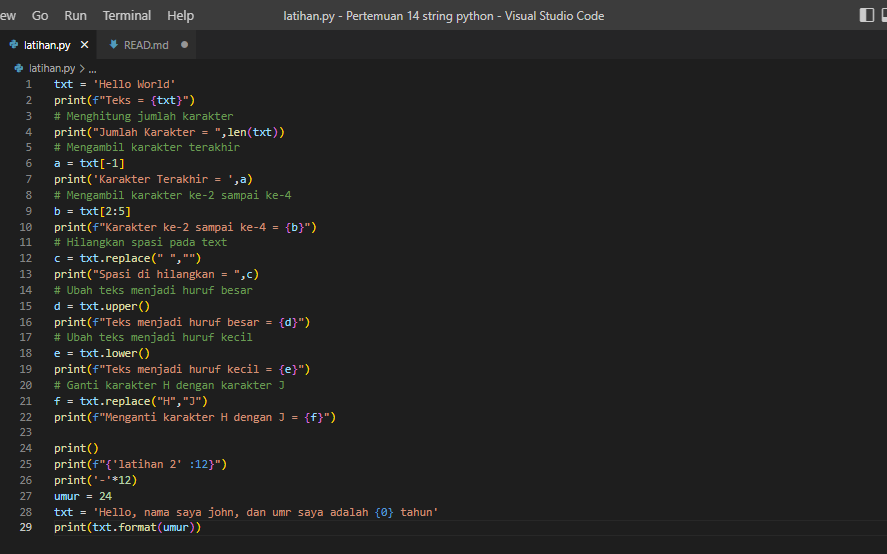 ew Go Run Terminal Help latihan.py - Pertemuan 14 string python - Visual Studio Code
latihan.py READ.md
latihan.py > ...
1 txt = 'Hello World'
2 print(f"Teks = {txt}")
3 # Menghitung jumlah karakter
4 print("Jumlah Karakter = ",len(txt))
5 # Mengambil karakter terakhir
6 a = txt[-1]
7 print('Karakter Terakhir = ',a)
8 # Mengambil karakter ke-2 sampai ke-4
9 b = txt[2:5]
10 print(f"Karakter ke-2 sampai ke-4 = {b}")
11 # Hilangkan spasi pada text
12 c = txt.replace(" ","")
13 print("Spasi di hilangkan = ",c)
14 # Ubah teks menjadi huruf besar
15 d = txt.upper()
16 print(f"Teks menjadi huruf besar = {d}")
17 # Ubah teks menjadi huruf kecil
18 e = txt.lower()
19 print(f"Teks menjadi huruf kecil = {e}")
20 # Ganti karakter H dengan karakter J
21 f = txt.replace("H","J")
22 print(f"Menganti karakter H dengan J = {f}")
23
24 print()
25 print(f"{'latihan 2' :12}")
26 print('-'*12)
27 umur = 24
28 txt = 'Hello, nama saya john, dan umr saya adalah {0} tahun'
29 print(txt.format(umur))